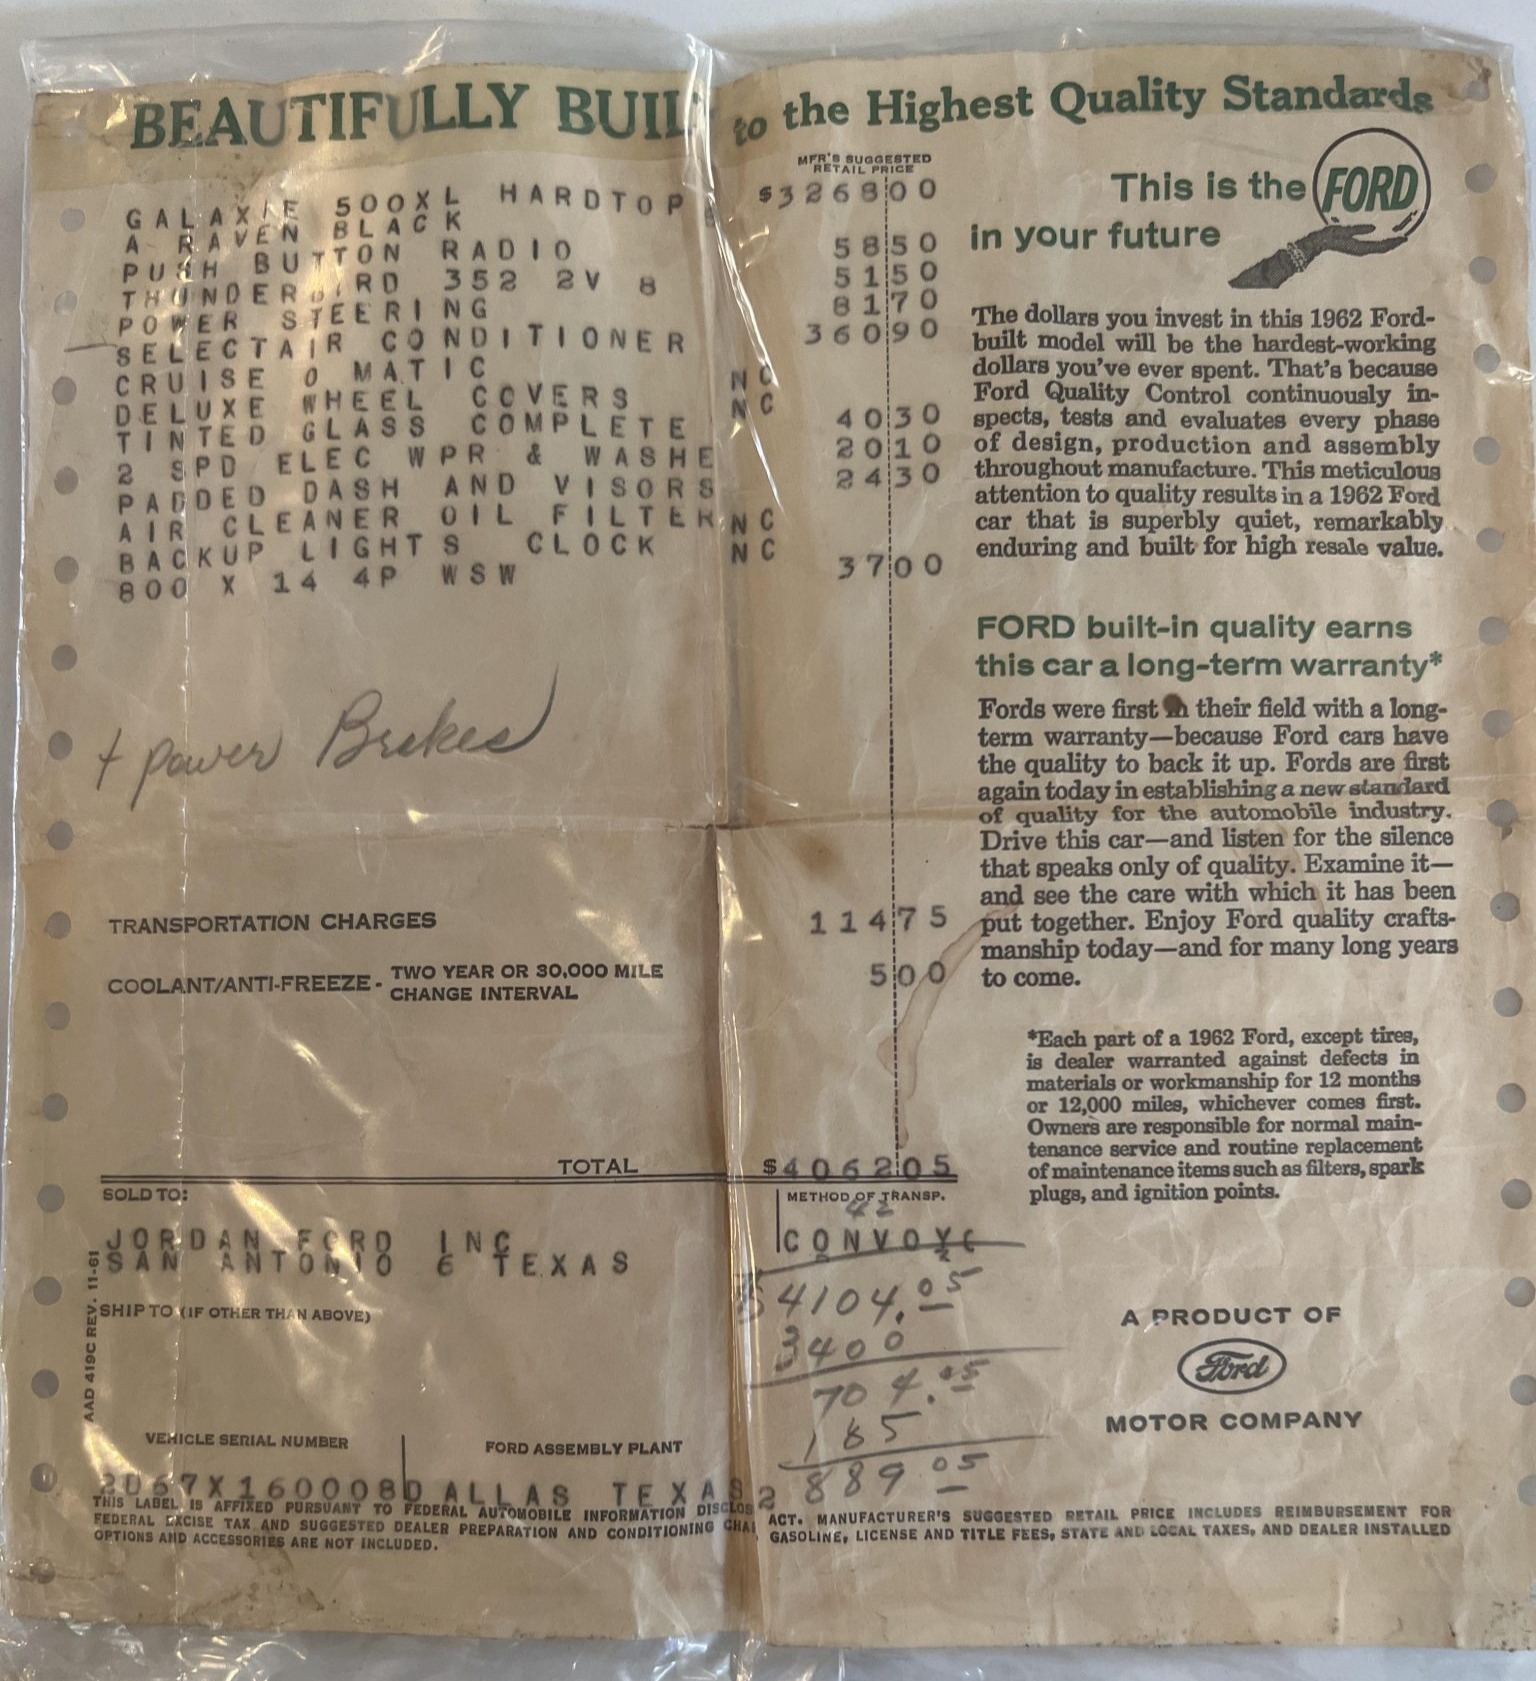 BEAUTIFULLY BUIL to the Highest Quality Standards
MFR'S SUGGESTED
RETAIL PRICE
GALAXIE 500XL HARDTOP $326800
A RAVEN BLACK
PUSH BUTTON RADIO 5850
THUNDERBIRD 352 2V 8 5150
POWER STEERING 8170
SELECTAIR CONDITIONER 36090
CRUISE O MATIC NC
DELUXE WHEEL COVERS NC
TINTED GLASS COMPLETE 4030
2 SPD ELEC WPR & WASHE 2010
PADDED DASH AND VISORS 2430
AIR CLEANER OIL FILTER NC
BACKUP LIGHTS CLOCK NC
800 X 14 4P WSW 3700
+ power Brakes
TRANSPORTATION CHARGES 11475
COOLANT/ANTI-FREEZE - TWO YEAR OR 30,000 MILE
CHANGE INTERVAL 500
TOTAL $406205
SOLD TO:
METHOD OF TRANSP.
42
CONVOYC
JORDAN FORD INC
SAN ANTONIO 6 TEXAS
SHIP TO (IF OTHER THAN ABOVE)
AAD 419C REV. 11-61
4104.05
3400
704.05
185
889.05
VEHICLE SERIAL NUMBER
FORD ASSEMBLY PLANT
2D67X160008 DALLAS TEXAS 2
This is the FORD
in your future
The dollars you invest in this 1962 Ford-
built model will be the hardest-working
dollars you've ever spent. That's because
Ford Quality Control continuously in-
spects, tests and evaluates every phase
of design, production and assembly
throughout manufacture. This meticulous
attention to quality results in a 1962 Ford
car that is superbly quiet, remarkably
enduring and built for high resale value.
FORD built-in quality earns
this car a long-term warranty*
Fords were first in their field with a long-
term warranty—because Ford cars have
the quality to back it up. Fords are first
again today in establishing a new standard
of quality for the automobile industry.
Drive this car—and listen for the silence
that speaks only of quality. Examine it—
and see the care with which it has been
put together. Enjoy Ford quality crafts-
manship today—and for many long years
to come.
*Each part of a 1962 Ford, except tires,
is dealer warranted against defects in
materials or workmanship for 12 months
or 12,000 miles, whichever comes first.
Owners are responsible for normal main-
tenance service and routine replacement
of maintenance items such as filters, spark
plugs, and ignition points.
A PRODUCT OF
Ford
MOTOR COMPANY
THIS LABEL IS AFFIXED PURSUANT TO FEDERAL AUTOMOBILE INFORMATION DISCLOS ACT. MANUFACTURER'S SUGGESTED RETAIL PRICE INCLUDES REIMBURSEMENT FOR
FEDERAL EXCISE TAX AND SUGGESTED DEALER PREPARATION AND CONDITIONING CHA GASOLINE, LICENSE AND TITLE FEES, STATE AND LOCAL TAXES, AND DEALER INSTALLED
OPTIONS AND ACCESSORIES ARE NOT INCLUDED.